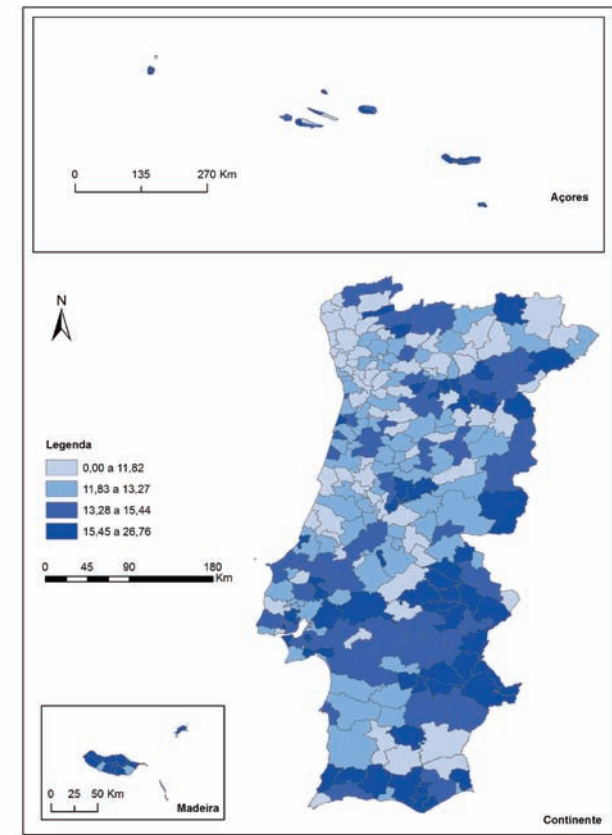 0 135 270 Km
Açores
N
Legenda
0,00 a 11,82
11,83 a 13,27
13,28 a 15,44
15,45 a 26,76
0 45 90 180
Km
0 25 50 Km
Madeira
Continente